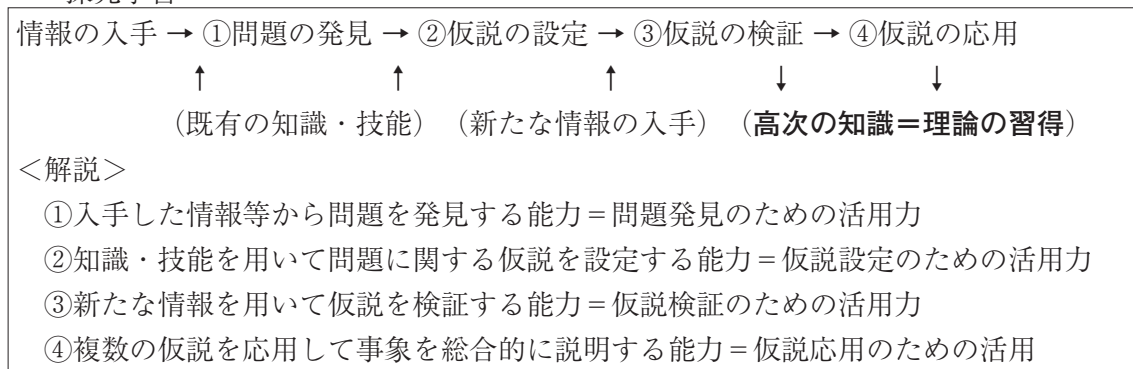 情報の入手 → ①問題の発見 → ②仮説の設定 → ③仮説の検証 → ④仮説の応用
↑ ↑ ↑ ↓ ↓
（既有の知識・技能）（新たな情報の入手）（高次の知識＝理論の習得）
＜解説＞
①入手した情報等から問題を発見する能力＝問題発見のための活用力
②知識・技能を用いて問題に関する仮説を設定する能力＝仮説設定のための活用力
③新たな情報を用いて仮説を検証する能力＝仮説検証のための活用力
④複数の仮説を応用して事象を総合的に説明する能力＝仮説応用のための活用